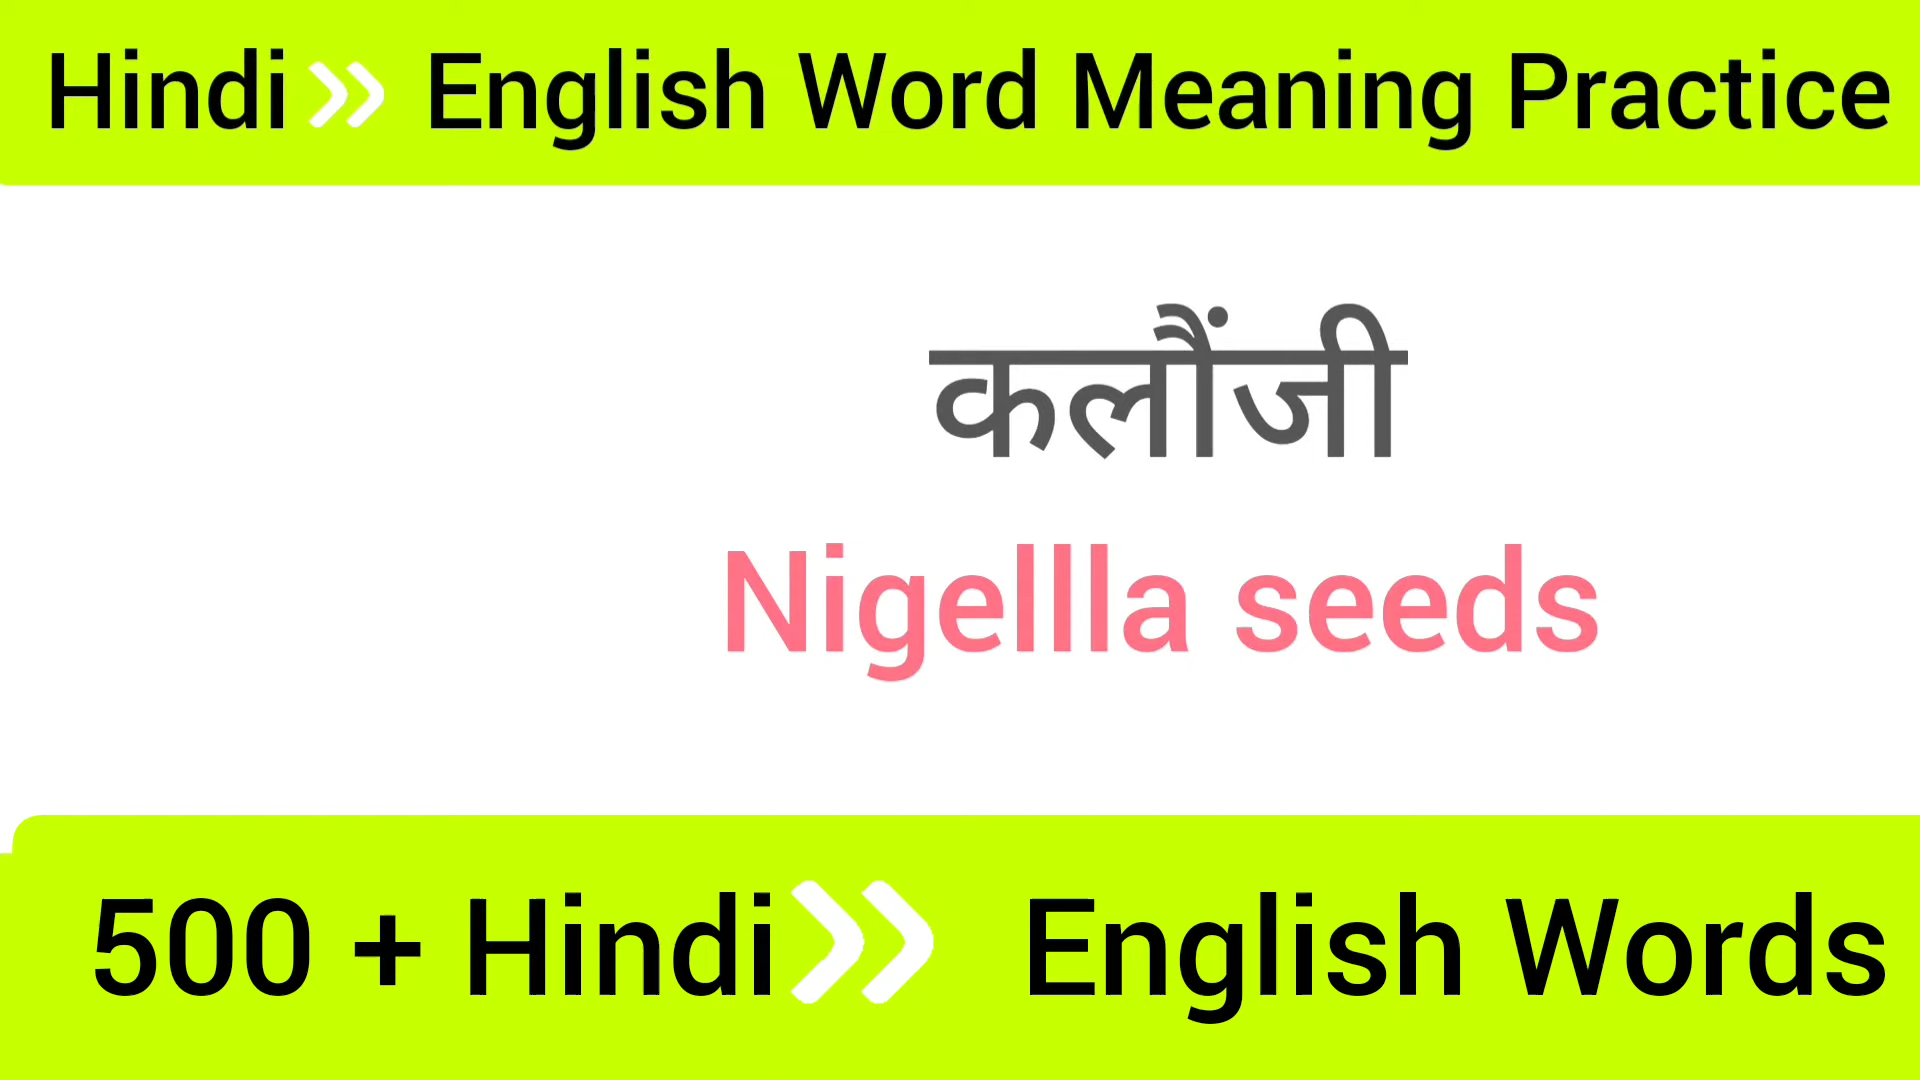 Hindi » English Word Meaning Practice
कलौंजी
Nigellla seeds
500 + Hindi » English Words